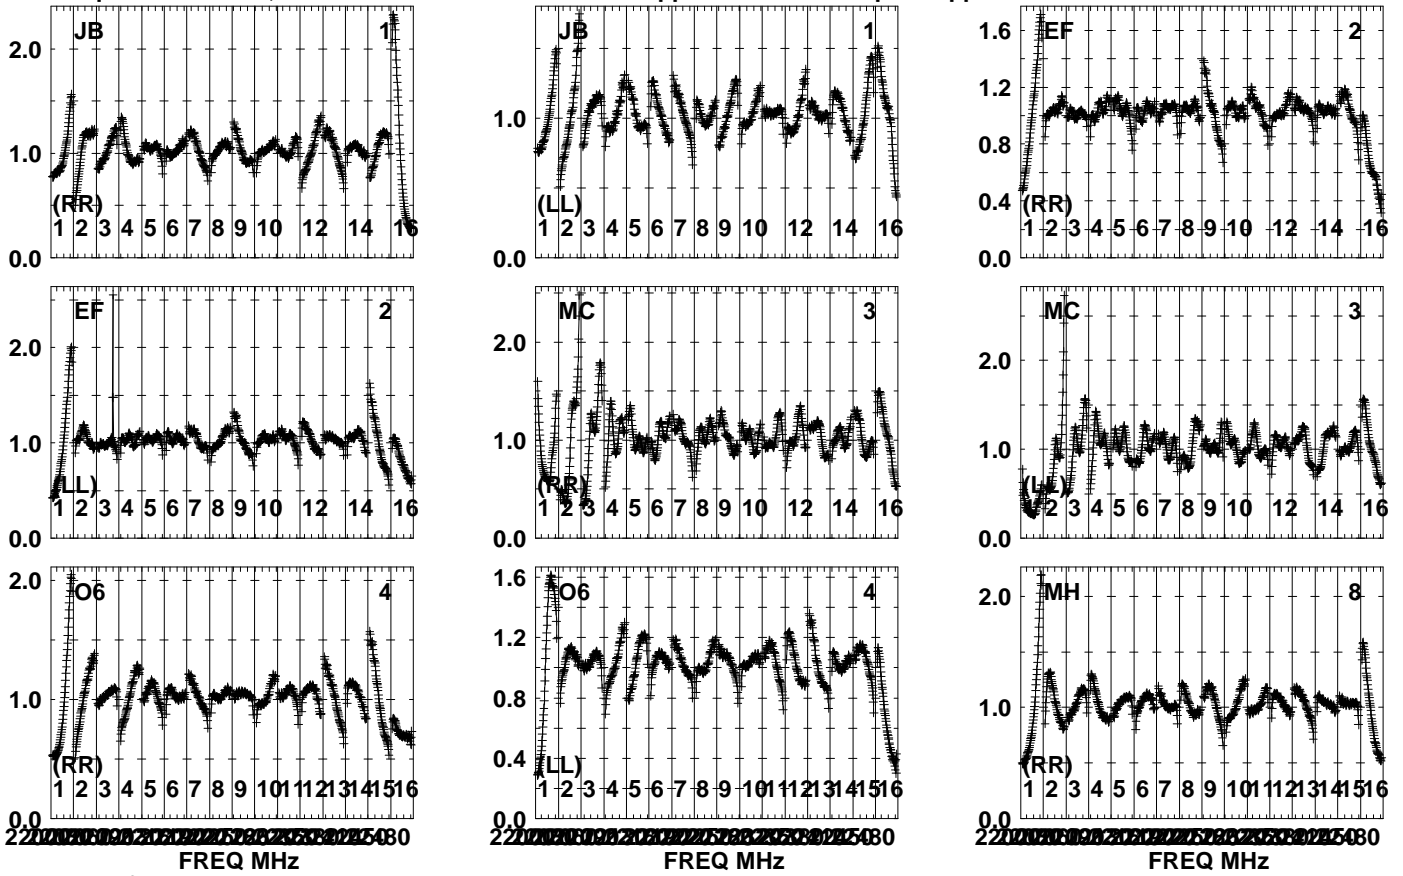 JB 1
2.0
1.0
(RR)
1 2 3 4 5 6 7 8 9 10 12 14 16
0.0
JB 1
1.0
(LL)
1 2 3 4 5 6 7 8 9 10 12 14 16
0.0
EF 2
1.6
1.2
0.8
0.4
(RR)
1 2 3 4 5 6 7 8 9 10 12 14 16
0.0
EF 2
2.0
1.0
(LL)
1 2 3 4 5 6 7 8 9 10 12 14 16
0.0
MC 3
2.0
1.0
(RR)
1 2 3 4 5 6 7 8 9 10 12 14 16
0.0
MC 3
2.0
1.0
(LL)
1 2 3 4 5 6 7 8 9 10 12 14 16
0.0
O6 4
2.0
1.0
(RR)
1 2 3 4 5 6 7 8 9 10 11 12 13 14 15 16
0.0
FREQ MHz
O6 4
1.6
1.2
0.8
0.4
(LL)
1 2 3 4 5 6 7 8 9 10 11 12 13 14 15 16
0.0
FREQ MHz
MH 8
2.0
1.0
(RR)
1 2 3 4 5 6 7 8 9 10 11 12 13 14 15 16
0.0
FREQ MHz